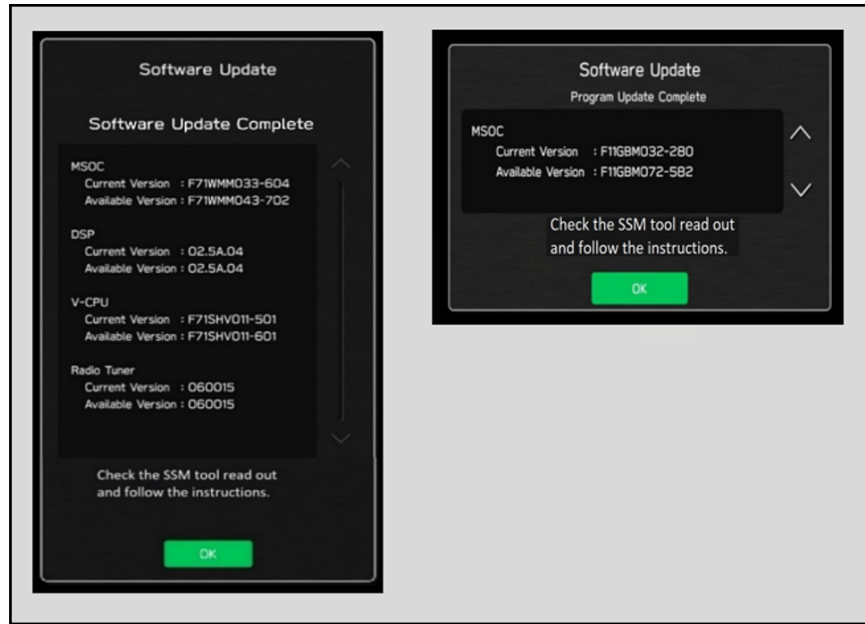 Software Update
Software Update Complete
MSOC
Current Version : F71WMM033-604
Available Version : F71WMM043-702
DSP
Current Version : 02.5A.04
Available Version : 02.5A.04
V-CPU
Current Version : F71SHV011-501
Available Version : F71SHV011-601
Radio Tuner
Current Version : 060015
Available Version : 060015
Check the SSM tool read out
and follow the instructions.
OK
Software Update
Program Update Complete
MSOC
Current Version : F11GBM032-280
Available Version : F11GBM072-582
Check the SSM tool read out
and follow the instructions.
OK